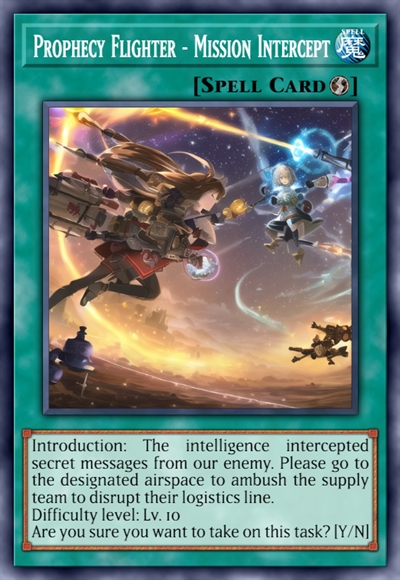 Prophecy Flighter - Mission Intercept
SPELL
魔
[Spell Card]
Introduction: The intelligence intercepted
secret messages from our enemy. Please go to
the designated airspace to ambush the supply
team to disrupt their logistics line.
Difficulty level: Lv. 10
Are you sure you want to take on this task? [Y/N]